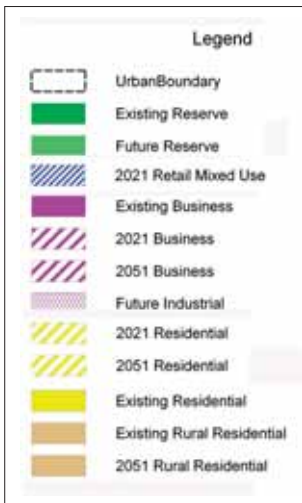 Legend
UrbanBoundary
Existing Reserve
Future Reserve
2021 Retail Mixed Use
Existing Business
2021 Business
2051 Business
Future Industrial
2021 Residential
2051 Residential
Existing Residential
Existing Rural Residential
2051 Rural Residential